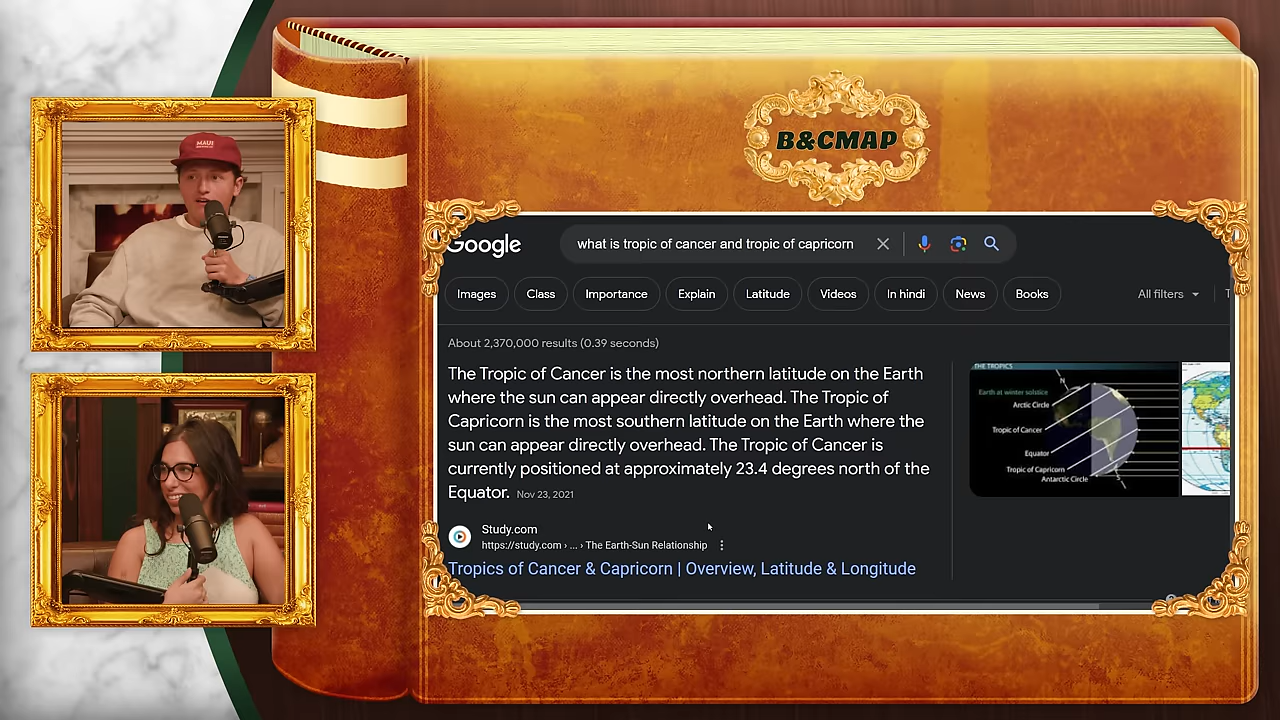 MAUI
B&CMAP
Google
what is tropic of cancer and tropic of capricorn
Images
Class
Importance
Explain
Latitude
Videos
In hindi
News
Books
All filters
About 2,370,000 results (0.39 seconds)
The Tropic of Cancer is the most northern latitude on the Earth
where the sun can appear directly overhead. The Tropic of
Capricorn is the most southern latitude on the Earth where the
sun can appear directly overhead. The Tropic of Cancer is
currently positioned at approximately 23.4 degrees north of the
Equator. Nov 23, 2021
THE TROPICS
N
Earth at winter solstice
Arctic Circle
Tropic of Cancer
Equator
Tropic of Capricorn
Antarctic Circle
S
Study.com
https://study.com › ... › The Earth-Sun Relationship
Tropics of Cancer & Capricorn | Overview, Latitude & Longitude